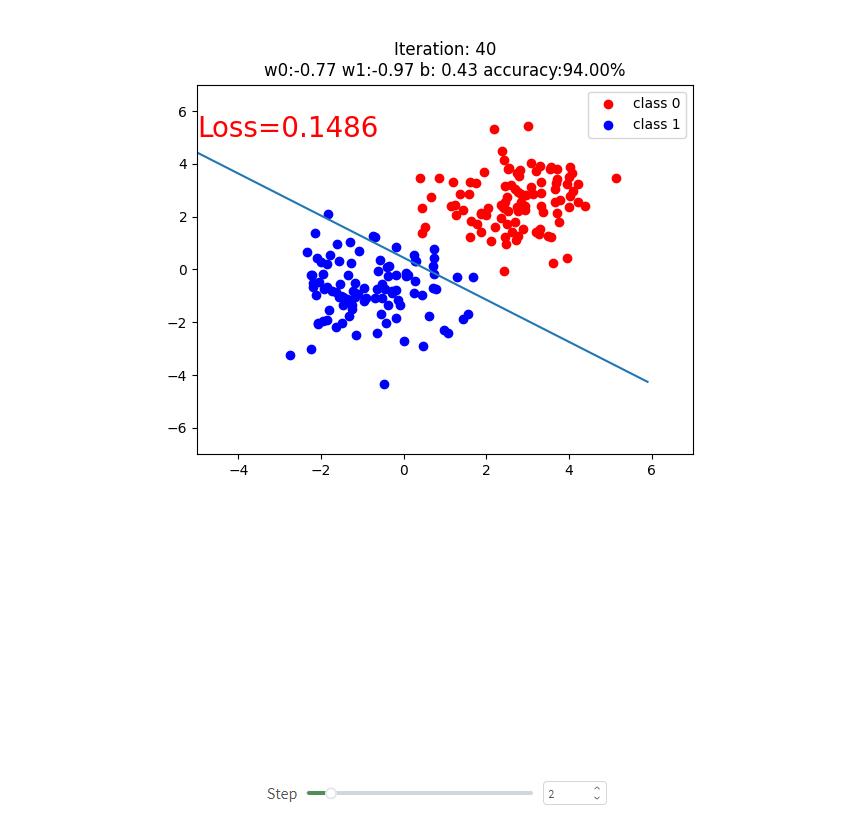 Iteration: 40
w0:-0.77 w1:-0.97 b: 0.43 accuracy:94.00%
Loss=0.1486
class 0
class 1
6
4
2
0
−2
−4
−6
−4
−2
0
2
4
6
Step
2